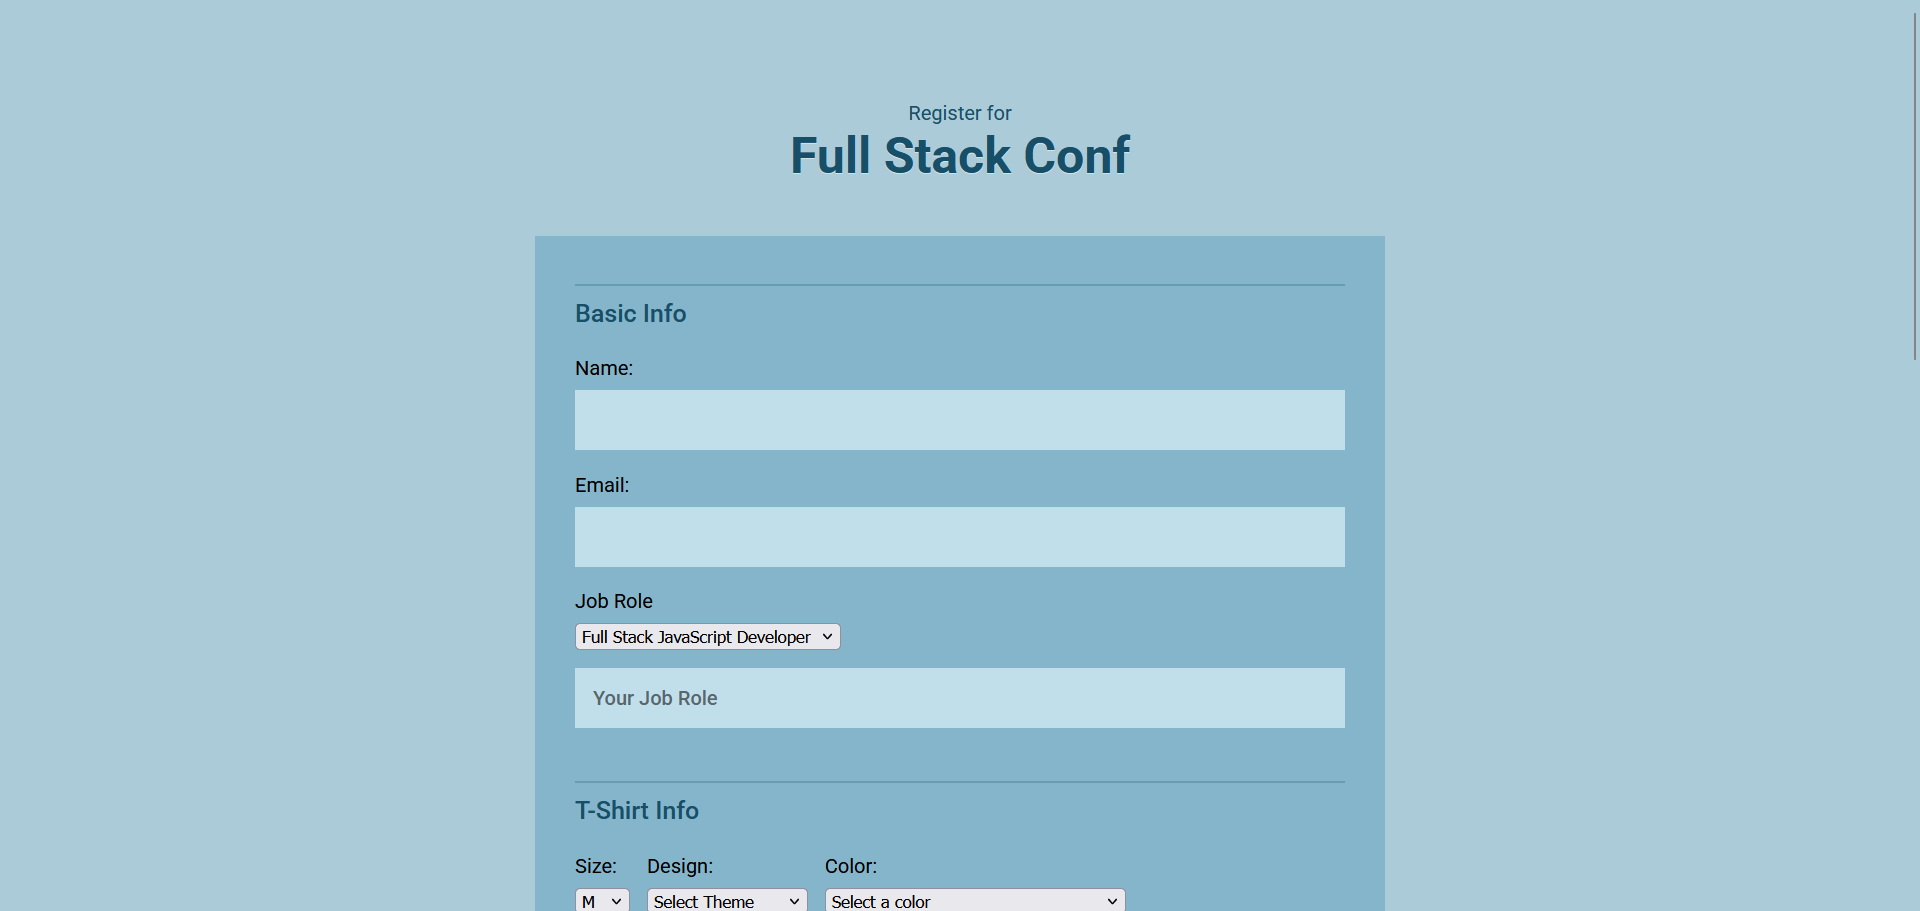 Register for
Full Stack Conf
Basic Info
Name:
Email:
Job Role
Full Stack JavaScript Developer
Your Job Role
T-Shirt Info
Size: Design: Color:
M Select Theme Select a color